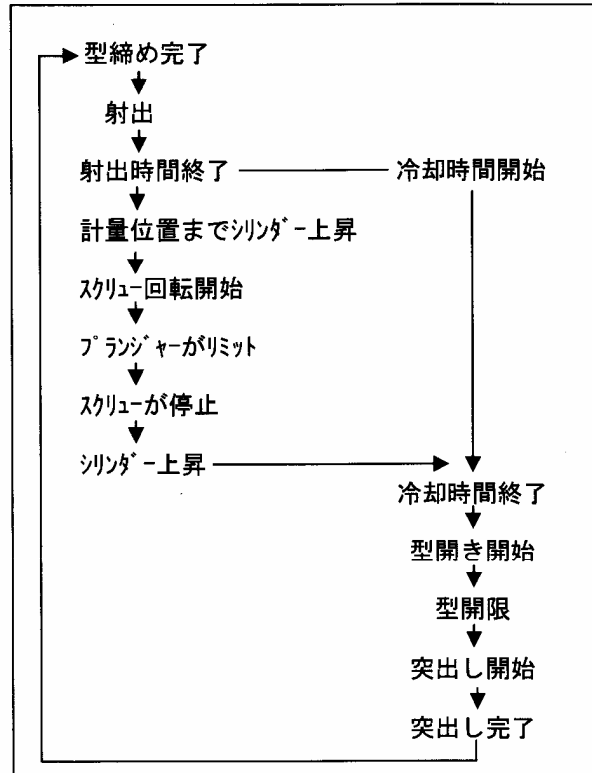 型締め完了
射出
射出時間終了
冷却時間開始
計量位置までｼﾘﾝﾀﾞｰ上昇
ｽｸﾘｭｰ回転開始
ﾌﾟﾗﾝｼﾞｬｰがﾘﾐｯﾄ
ｽｸﾘｭｰが停止
ｼﾘﾝﾀﾞｰ上昇
冷却時間終了
型開き開始
型開限
突出し開始
突出し完了